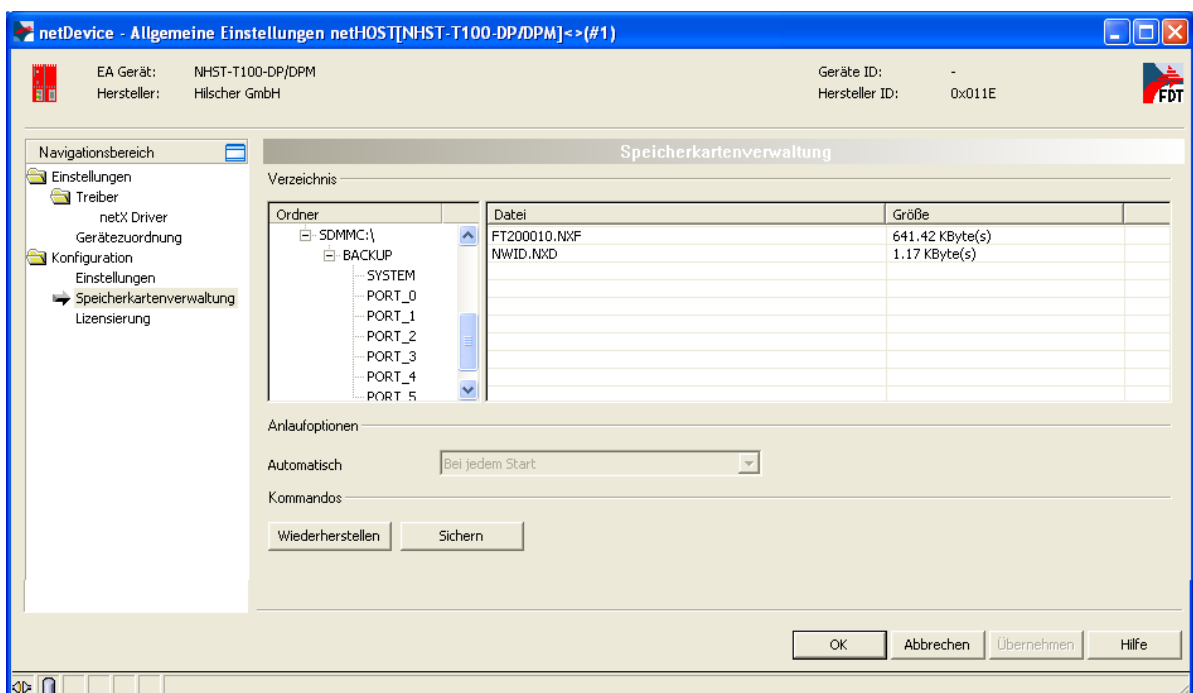 netDevice - Allgemeine Einstellungen netHOST[NHST-T100-DP/DPM]<>(#1)
EA Gerät: NHST-T100-DP/DPM Geräte ID: -
Hersteller: Hilscher GmbH Hersteller ID: 0x011E
FDT
Navigationsbereich
Einstellungen
Treiber
netX Driver
Gerätezuordnung
Konfiguration
Einstellungen
Speicherkartenverwaltung
Lizensierung
Speicherkartenverwaltung
Verzeichnis
Ordner
SDMMC:\
BACKUP
SYSTEM
PORT_0
PORT_1
PORT_2
PORT_3
PORT_4
PORT_5
Datei Größe
FT200010.NXF 641.42 KByte(s)
NWID.NXD 1.17 KByte(s)
Anlaufoptionen
Automatisch Bei jedem Start
Kommandos
Wiederherstellen Sichern
OK Abbrechen Übernehmen Hilfe